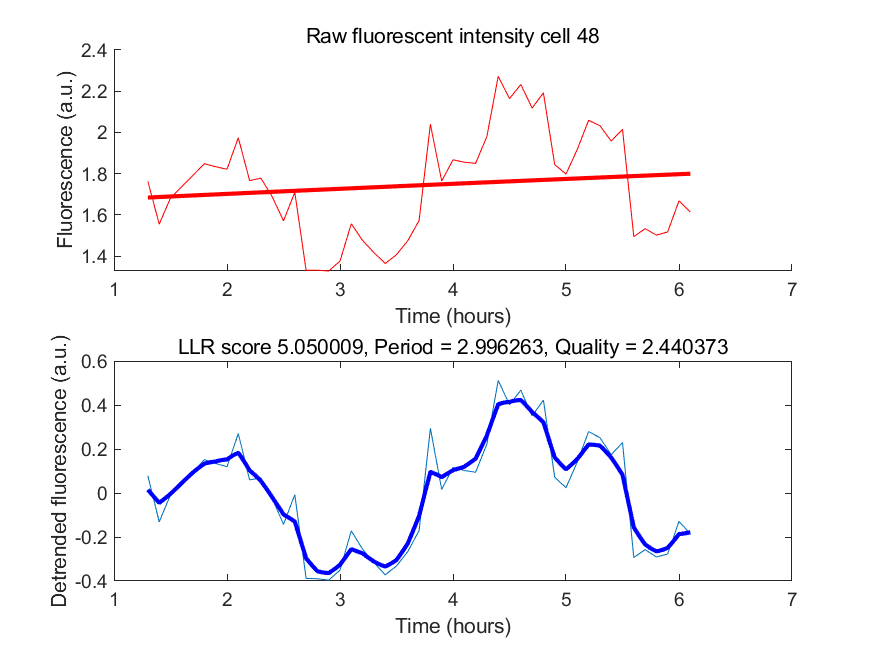 Raw fluorescent intensity cell 48
Fluorescence (a.u.)
2.4
2.2
2
1.8
1.6
1.4
1 2 3 4 5 6 7
Time (hours)
LLR score 5.050009, Period = 2.996263, Quality = 2.440373
Detrended fluorescence (a.u.)
0.6
0.4
0.2
0
-0.2
-0.4
1 2 3 4 5 6 7
Time (hours)